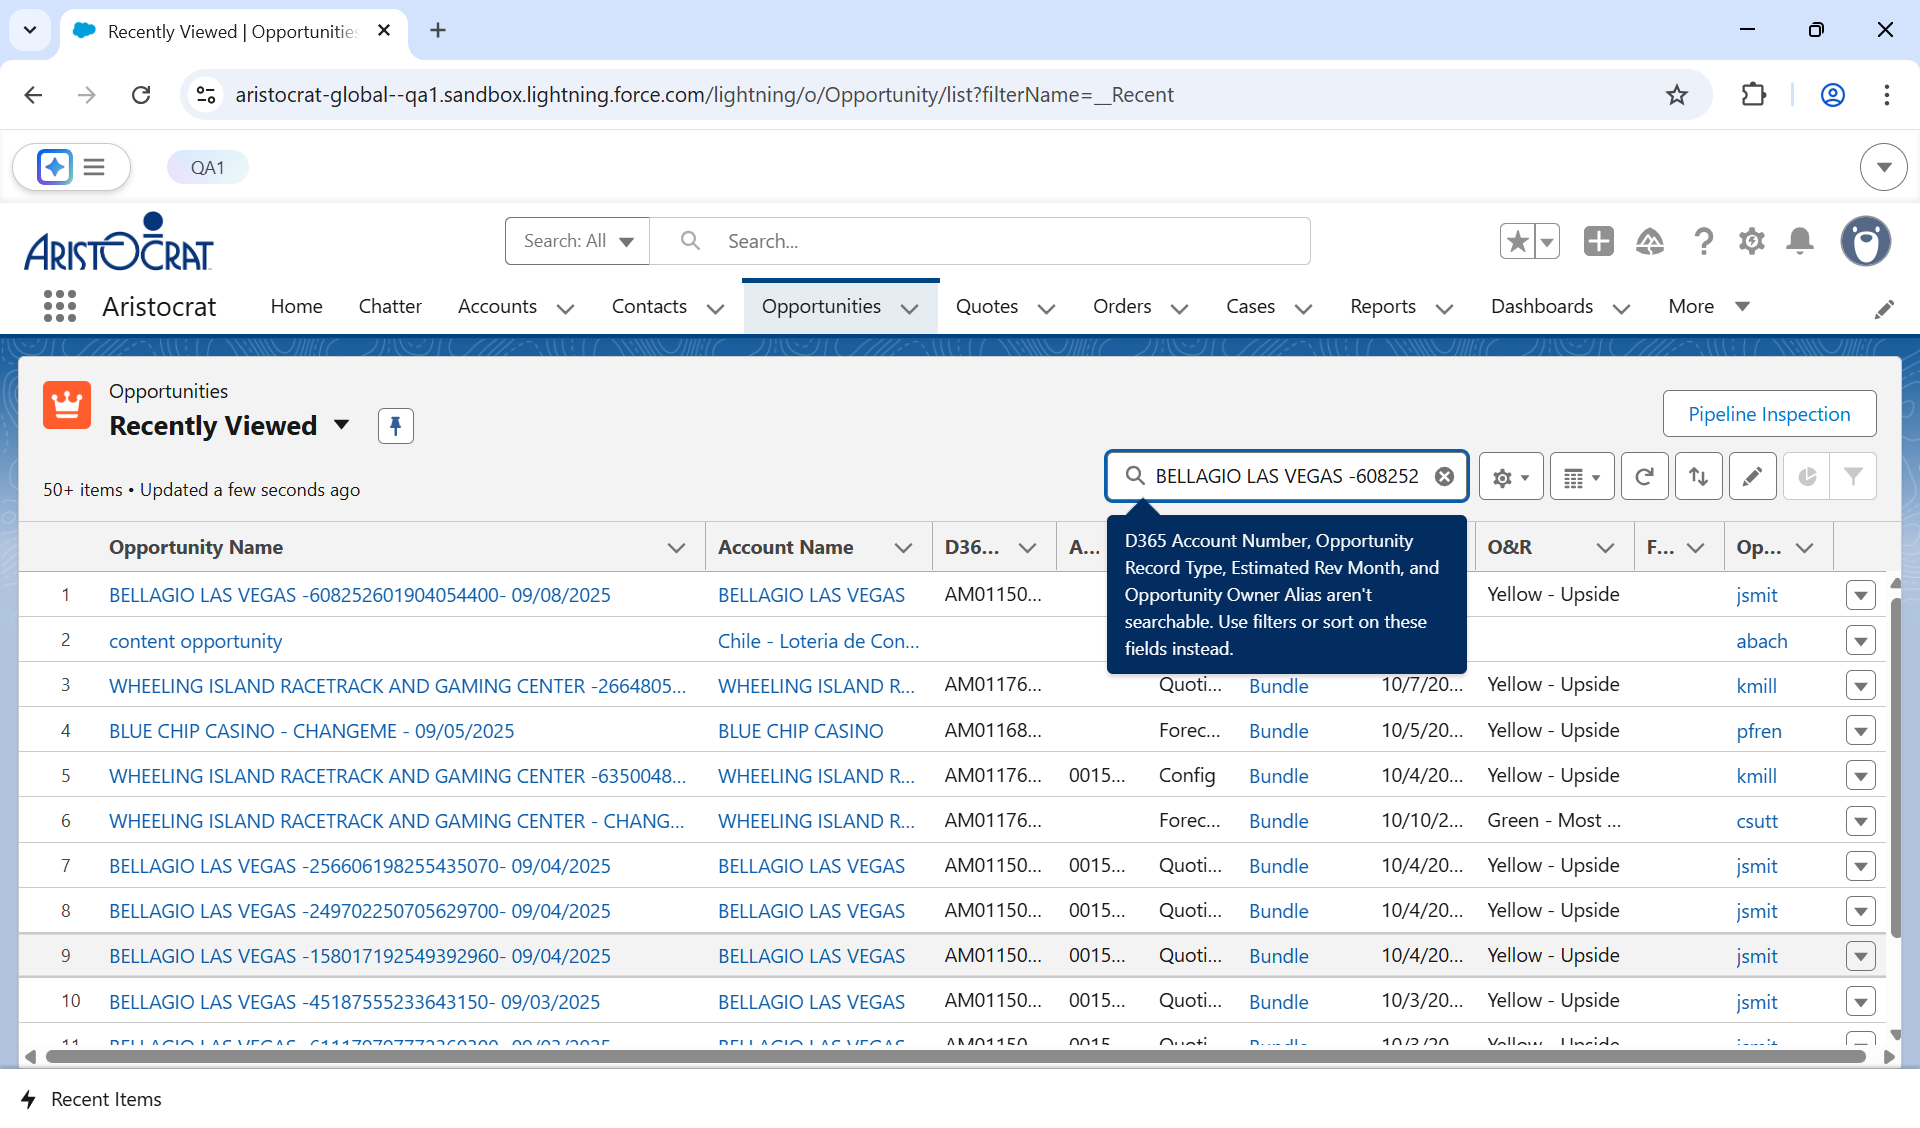 Recently Viewed | Opportunitie
aristocrat-global--qa1.sandbox.lightning.force.com/lightning/o/Opportunity/list?filterName=__Recent
QA1
ARISTOCRAT
Search: All
Search...
Aristocrat
Home
Chatter
Accounts
Contacts
Opportunities
Quotes
Orders
Cases
Reports
Dashboards
More
Opportunities
Recently Viewed
Pipeline Inspection
50+ items • Updated a few seconds ago
BELLAGIO LAS VEGAS -608252
D365 Account Number, Opportunity
Record Type, Estimated Rev Month, and
Opportunity Owner Alias aren't
searchable. Use filters or sort on these
fields instead.
Opportunity Name Account Name D36... A... O&R F... Op...
1 BELLAGIO LAS VEGAS -608252601904054400- 09/08/2025 BELLAGIO LAS VEGAS AM01150... Yellow - Upside jsmit
2 content opportunity Chile - Loteria de Con... abach
3 WHEELING ISLAND RACETRACK AND GAMING CENTER -2664805... WHEELING ISLAND R... AM01176... Quoti... Bundle 10/7/20... Yellow - Upside kmill
4 BLUE CHIP CASINO - CHANGEME - 09/05/2025 BLUE CHIP CASINO AM01168... Forec... Bundle 10/5/20... Yellow - Upside pfren
5 WHEELING ISLAND RACETRACK AND GAMING CENTER -6350048... WHEELING ISLAND R... AM01176... 0015... Config Bundle 10/4/20... Yellow - Upside kmill
6 WHEELING ISLAND RACETRACK AND GAMING CENTER - CHANG... WHEELING ISLAND R... AM01176... Forec... Bundle 10/10/2... Green - Most ... csutt
7 BELLAGIO LAS VEGAS -256606198255435070- 09/04/2025 BELLAGIO LAS VEGAS AM01150... 0015... Quoti... Bundle 10/4/20... Yellow - Upside jsmit
8 BELLAGIO LAS VEGAS -249702250705629700- 09/04/2025 BELLAGIO LAS VEGAS AM01150... 0015... Quoti... Bundle 10/4/20... Yellow - Upside jsmit
9 BELLAGIO LAS VEGAS -158017192549392960- 09/04/2025 BELLAGIO LAS VEGAS AM01150... 0015... Quoti... Bundle 10/4/20... Yellow - Upside jsmit
10 BELLAGIO LAS VEGAS -45187555233643150- 09/03/2025 BELLAGIO LAS VEGAS AM01150... 0015... Quoti... Bundle 10/3/20... Yellow - Upside jsmit
Recent Items